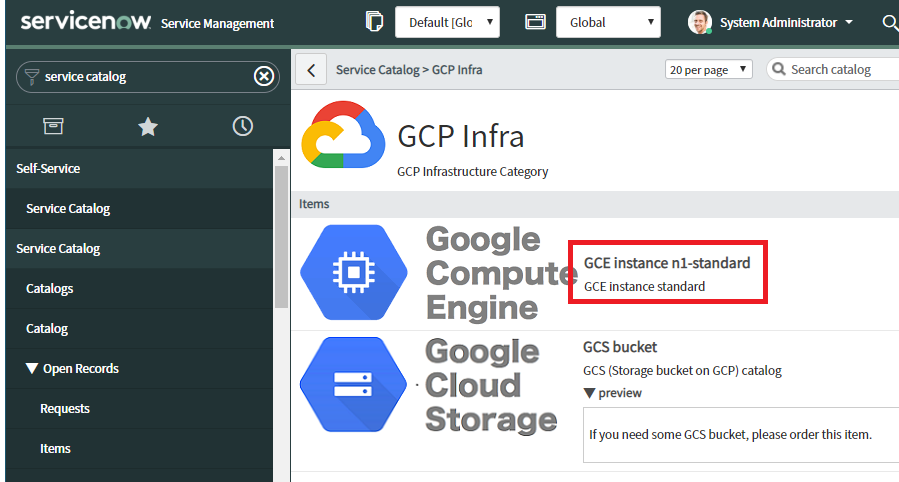 servicenow Service Management
Default [Glc
Global
System Administrator
service catalog
Self-Service
Service Catalog
Service Catalog
Catalogs
Catalog
Open Records
Requests
Items
Service Catalog > GCP Infra
20 per page
Search catalog
GCP Infra
GCP Infrastructure Category
Items
Google
Compute
Engine
GCE instance n1-standard
GCE instance standard
Google
Cloud
Storage
GCS bucket
GCS (Storage bucket on GCP) catalog
preview
If you need some GCS bucket, please order this item.